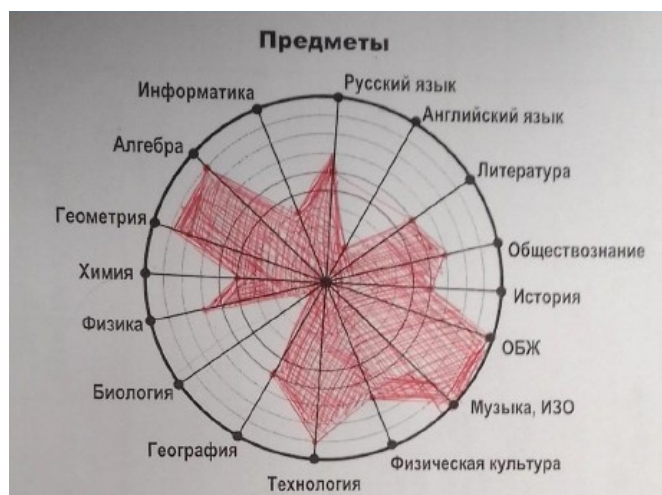 Предметы
Русский язык
Английский язык
Литература
Обществознание
История
ОБЖ
Музыка, ИЗО
Физическая культура
Технология
География
Биология
Физика
Химия
Геометрия
Алгебра
Информатика